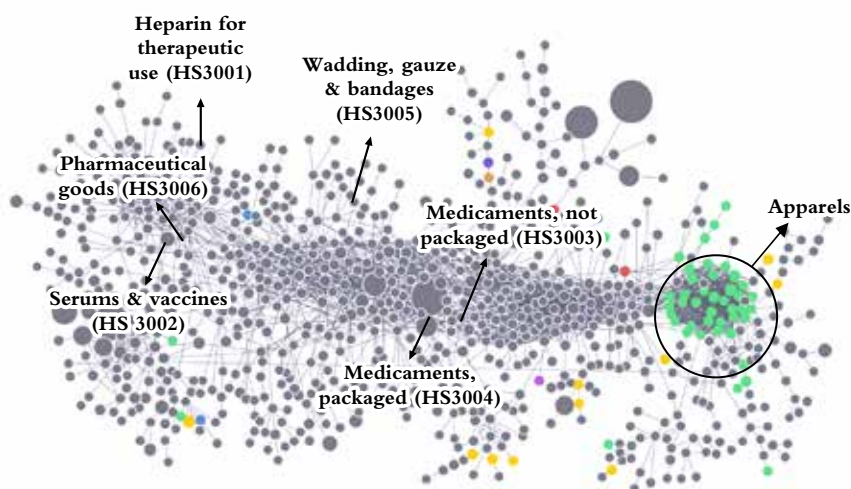 Heparin for
therapeutic
use (HS3001)
Wadding, gauze
& bandages
(HS3005)
Pharmaceutical
goods (HS3006)
Medicaments, not
packaged (HS3003)
Apparels
Serums & vaccines
(HS 3002)
Medicaments,
packaged (HS3004)